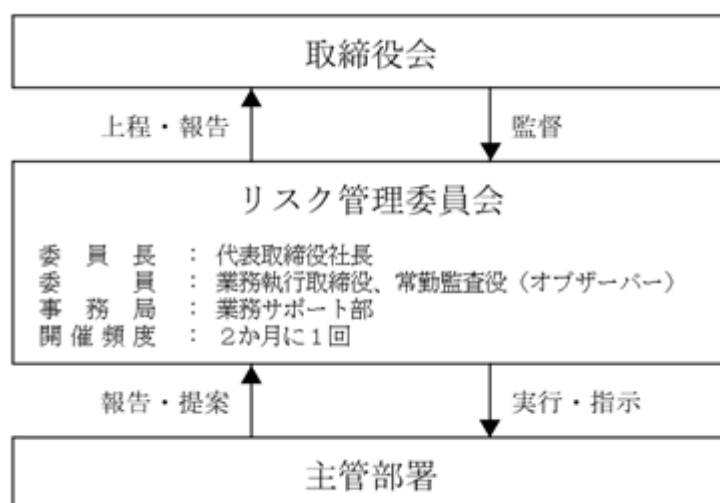 取締役会
上程・報告
監督
リスク管理委員会
委員長 : 代表取締役社長
委員 : 業務執行取締役、常勤監査役（オブザーバー）
事務局 : 業務サポート部
開催頻度 : ２か月に１回
報告・提案
実行・指示
主管部署